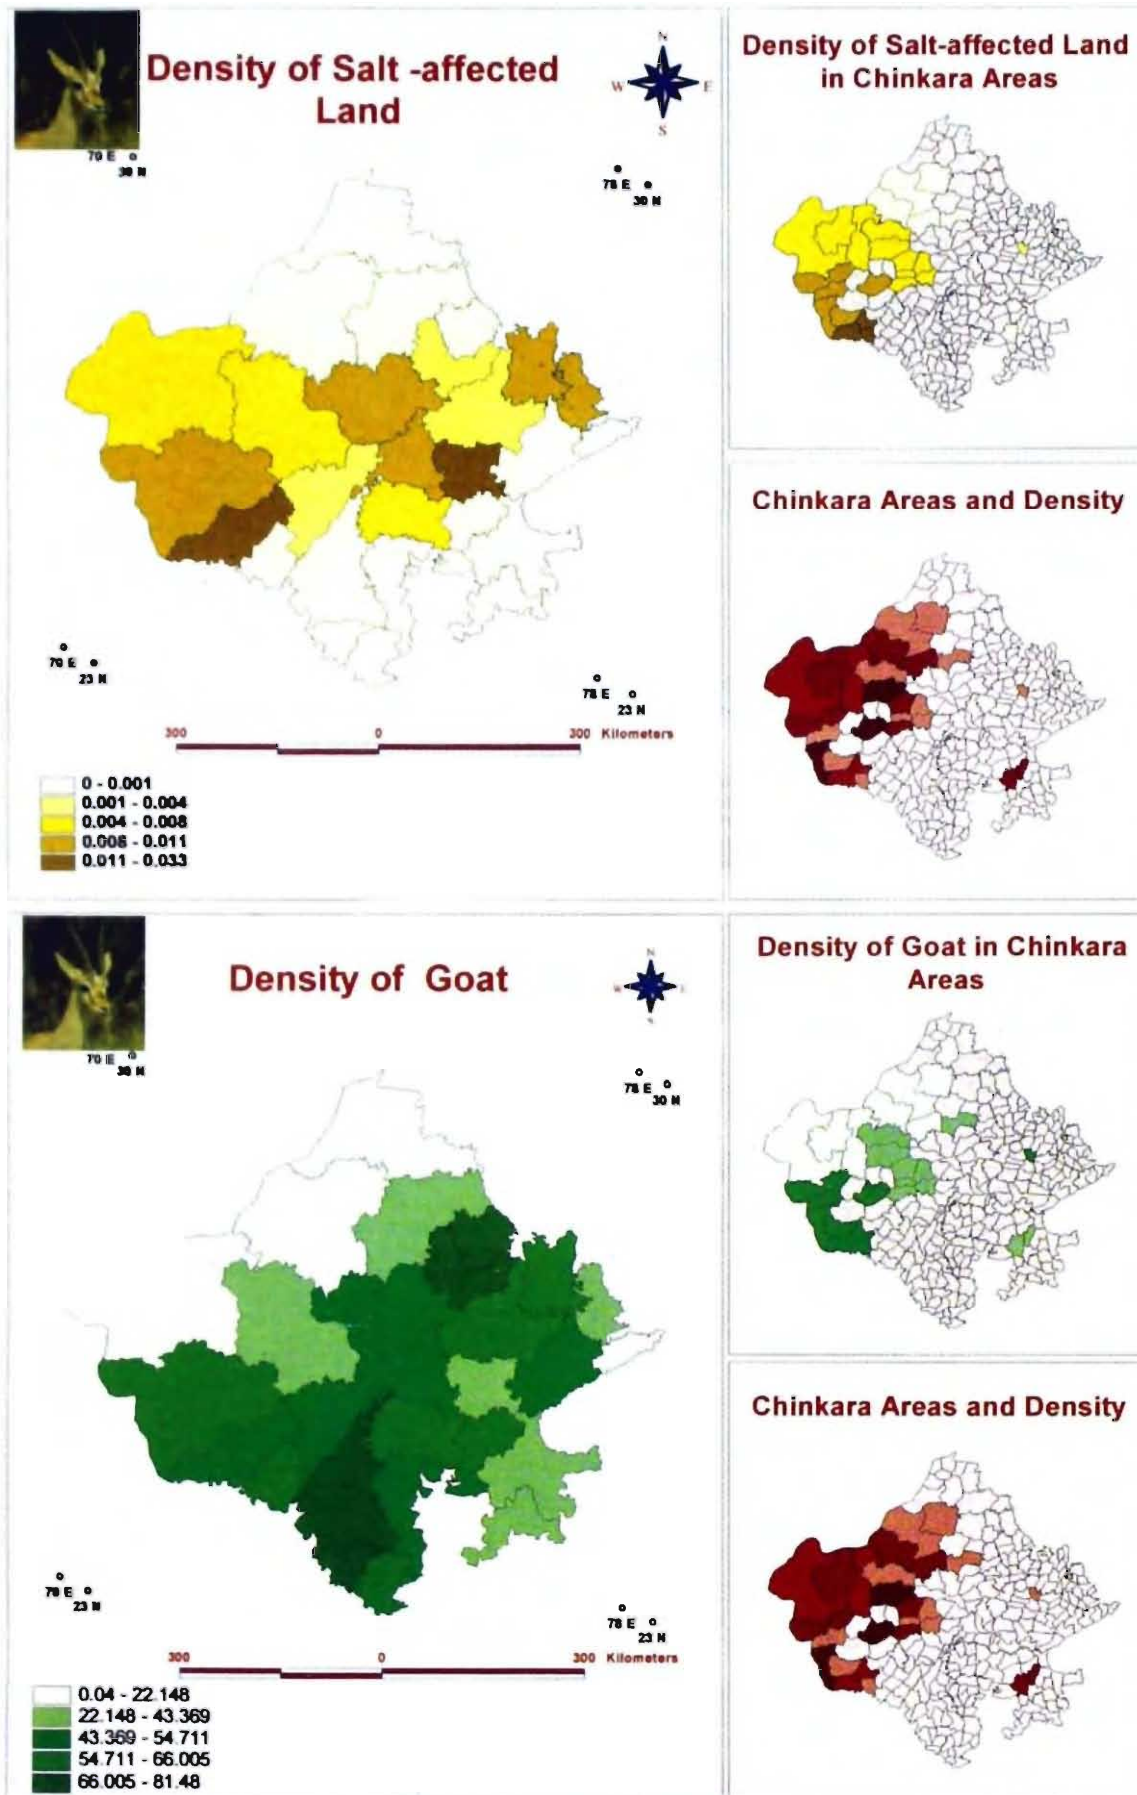 Density of Salt -affected
Land
N
W E
S
70 E
30 N
78 E
30 N
70 E
23 N
78 E
23 N
300 0 300 Kilometers
0 - 0.001
0.001 - 0.004
0.004 - 0.008
0.008 - 0.011
0.011 - 0.033
Density of Salt-affected Land
in Chinkara Areas
Chinkara Areas and Density
Density of Goat
N
W E
S
70 E
30 N
78 E
30 N
70 E
23 N
78 E
23 N
300 0 300 Kilometers
0.04 - 22.148
22.148 - 43.369
43.369 - 54.711
54.711 - 66.005
66.005 - 81.48
Density of Goat in Chinkara
Areas
Chinkara Areas and Density